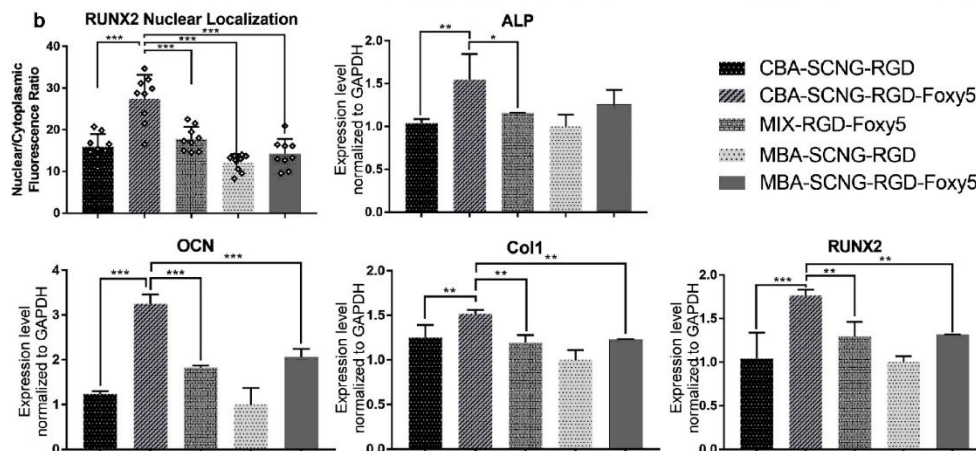 b
RUNX2 Nuclear Localization
Nuclear/Cytoplasmic
Fluorescence Ratio
40
30
20
10
0
***
***
***
***
ALP
Expression level
normalized to GAPDH
2.0
1.5
1.0
0.5
0.0
**
*
CBA-SCNG-RGD
CBA-SCNG-RGD-Foxy5
MIX-RGD-Foxy5
MBA-SCNG-RGD
MBA-SCNG-RGD-Foxy5
OCN
Expression level
normalized to GAPDH
4
3
2
1
0
***
***
***
Col1
Expression level
normalized to GAPDH
2.0
1.5
1.0
0.5
0.0
**
**
**
RUNX2
Expression level
normalized to GAPDH
2.0
1.5
1.0
0.5
0.0
***
**
**